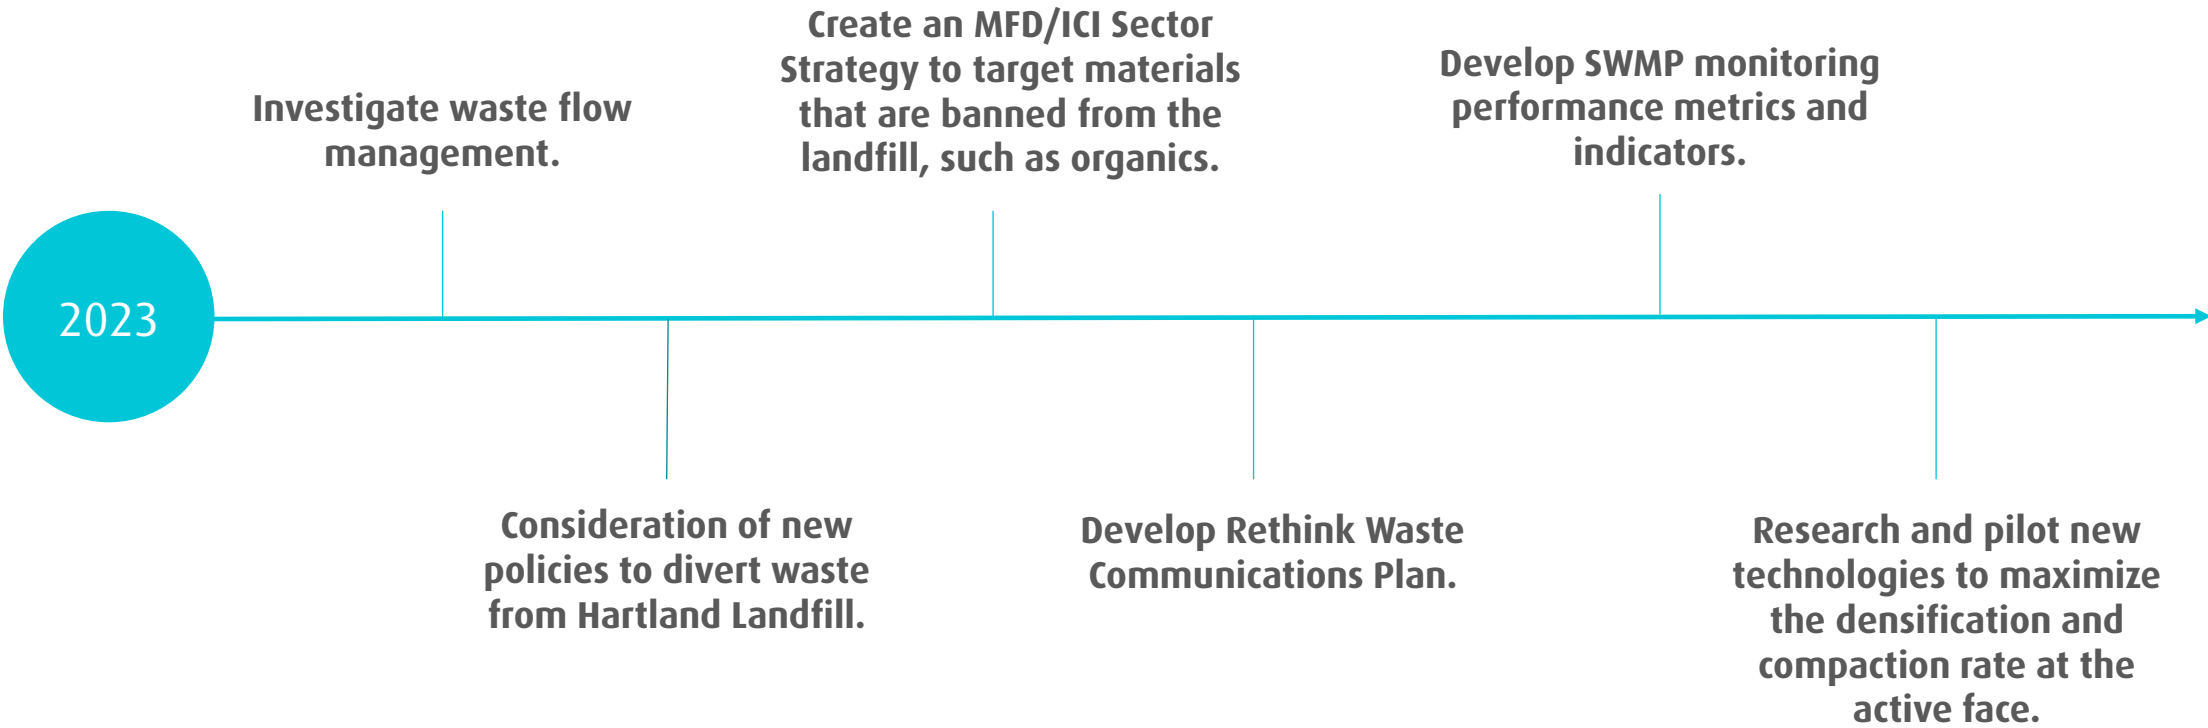 2023
Investigate waste flow
management.
Consideration of new
policies to divert waste
from Hartland Landfill.
Create an MFD/ICI Sector
Strategy to target materials
that are banned from the
landfill, such as organics.
Develop Rethink Waste
Communications Plan.
Develop SWMP monitoring
performance metrics and
indicators.
Research and pilot new
technologies to maximize
the densification and
compaction rate at the
active face.